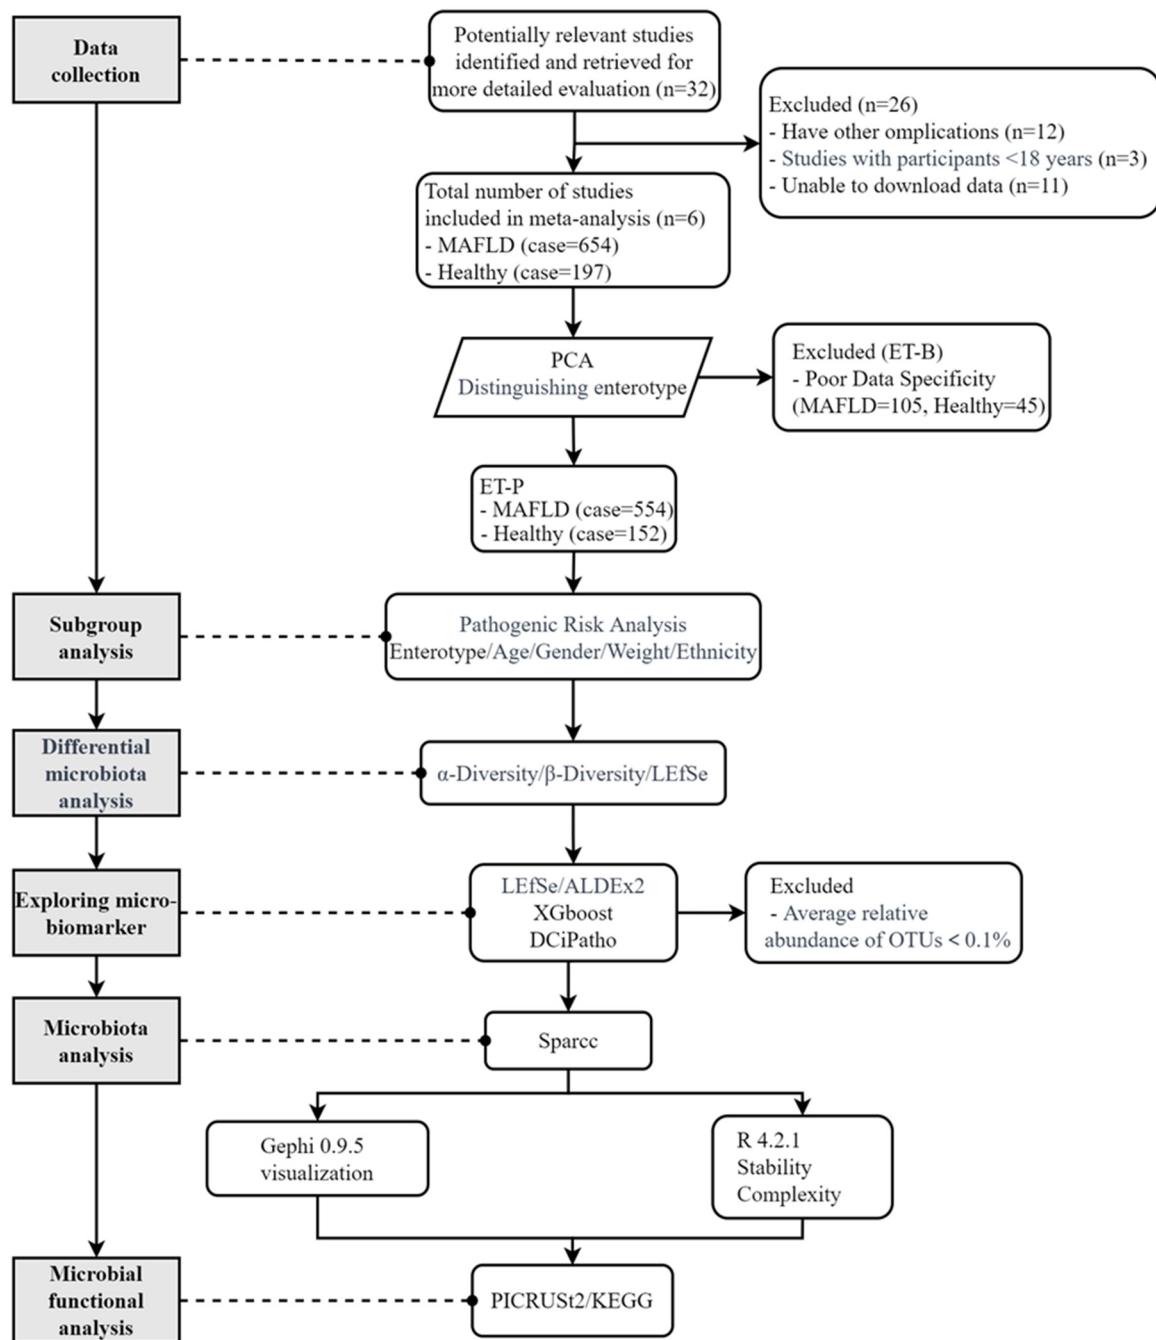 Data
collection
Potentially relevant studies
identified and retrieved for
more detailed evaluation (n=32)
Excluded (n=26)
- Have other omplications (n=12)
- Studies with participants <18 years (n=3)
- Unable to download data (n=11)
Total number of studies
included in meta-analysis (n=6)
- MAFLD (case=654)
- Healthy (case=197)
PCA
Distinguishing enterotype
Excluded (ET-B)
- Poor Data Specificity
(MAFLD=105, Healthy=45)
ET-P
- MAFLD (case=554)
- Healthy (case=152)
Subgroup
analysis
Pathogenic Risk Analysis
Enterotype/Age/Gender/Weight/Ethnicity
Differential
microbiota
analysis
α-Diversity/β-Diversity/LEfSe
Exploring micro-
biomarker
LEfSe/ALDEx2
XGboost
DCiPatho
Excluded
- Average relative
abundance of OTUs < 0.1%
Microbiota
analysis
Sparcc
Gephi 0.9.5
visualization
R 4.2.1
Stability
Complexity
Microbial
functional
analysis
PICRUSt2/KEGG